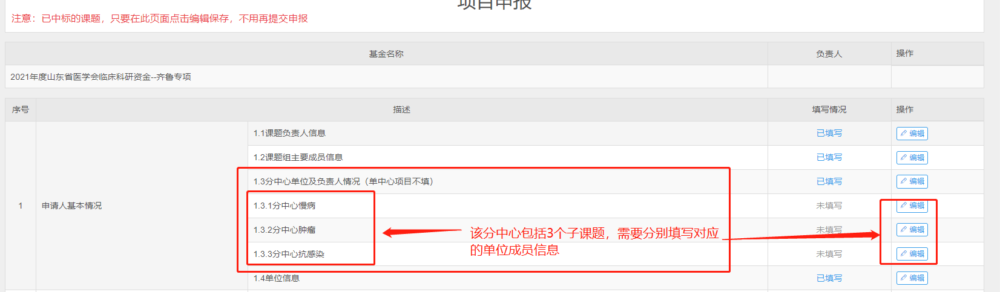 项目申报
注意：已中标的课题，只要在此页面点击编辑保存，不用再提交申报
基金名称 负责人 操作
2021年度山东省医学会临床科研资金--齐鲁专项
序号 描述 填写情况 操作
1.1课题负责人信息 已填写 编辑
1.2课题组主要成员信息 已填写 编辑
1.3分中心单位及负责人情况（单中心项目不填） 已填写 编辑
1 申请人基本情况 1.3.1分中心慢病 未填写 编辑
1.3.2分中心肿瘤 未填写 编辑
该分中心包括3个子课题，需要分别填写对应
的单位成员信息
1.3.3分中心抗感染 未填写 编辑
1.4单位信息 已填写 编辑